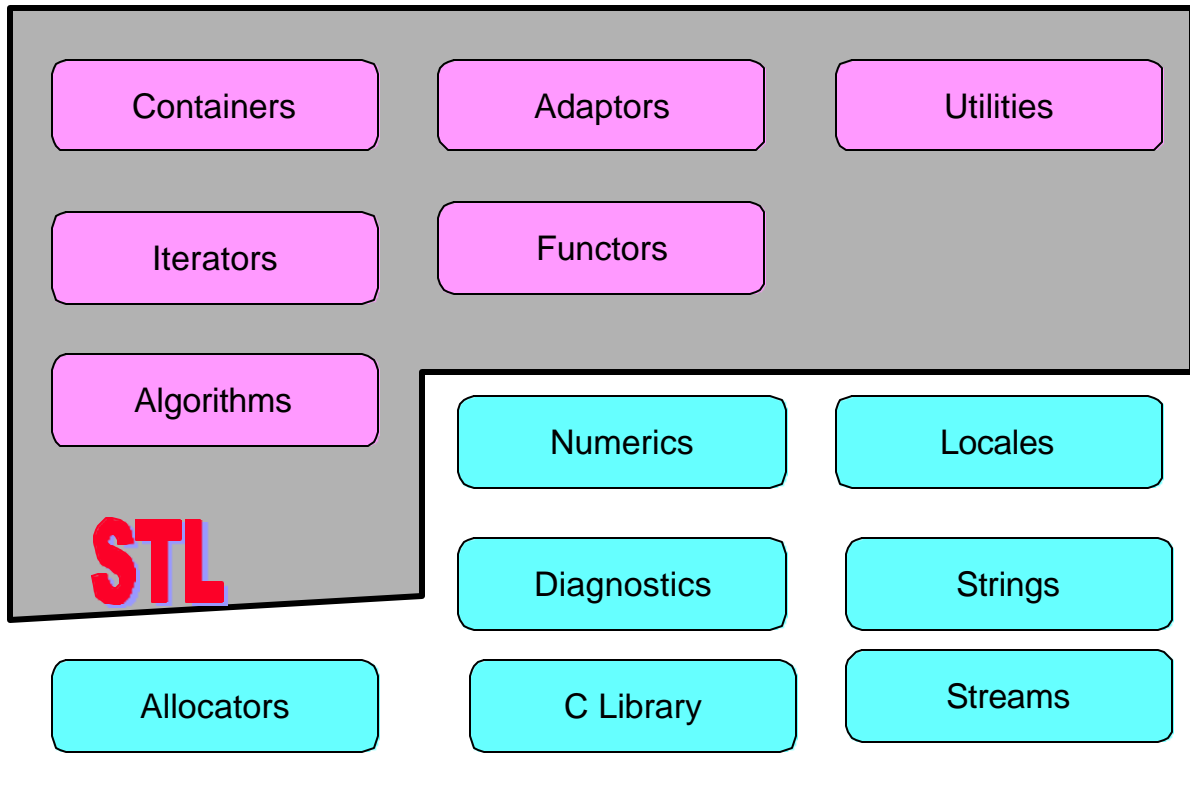 Containers
Adaptors
Utilities
Iterators
Functors
Algorithms
Numerics
Locales
STL
Diagnostics
Strings
Allocators
C Library
Streams